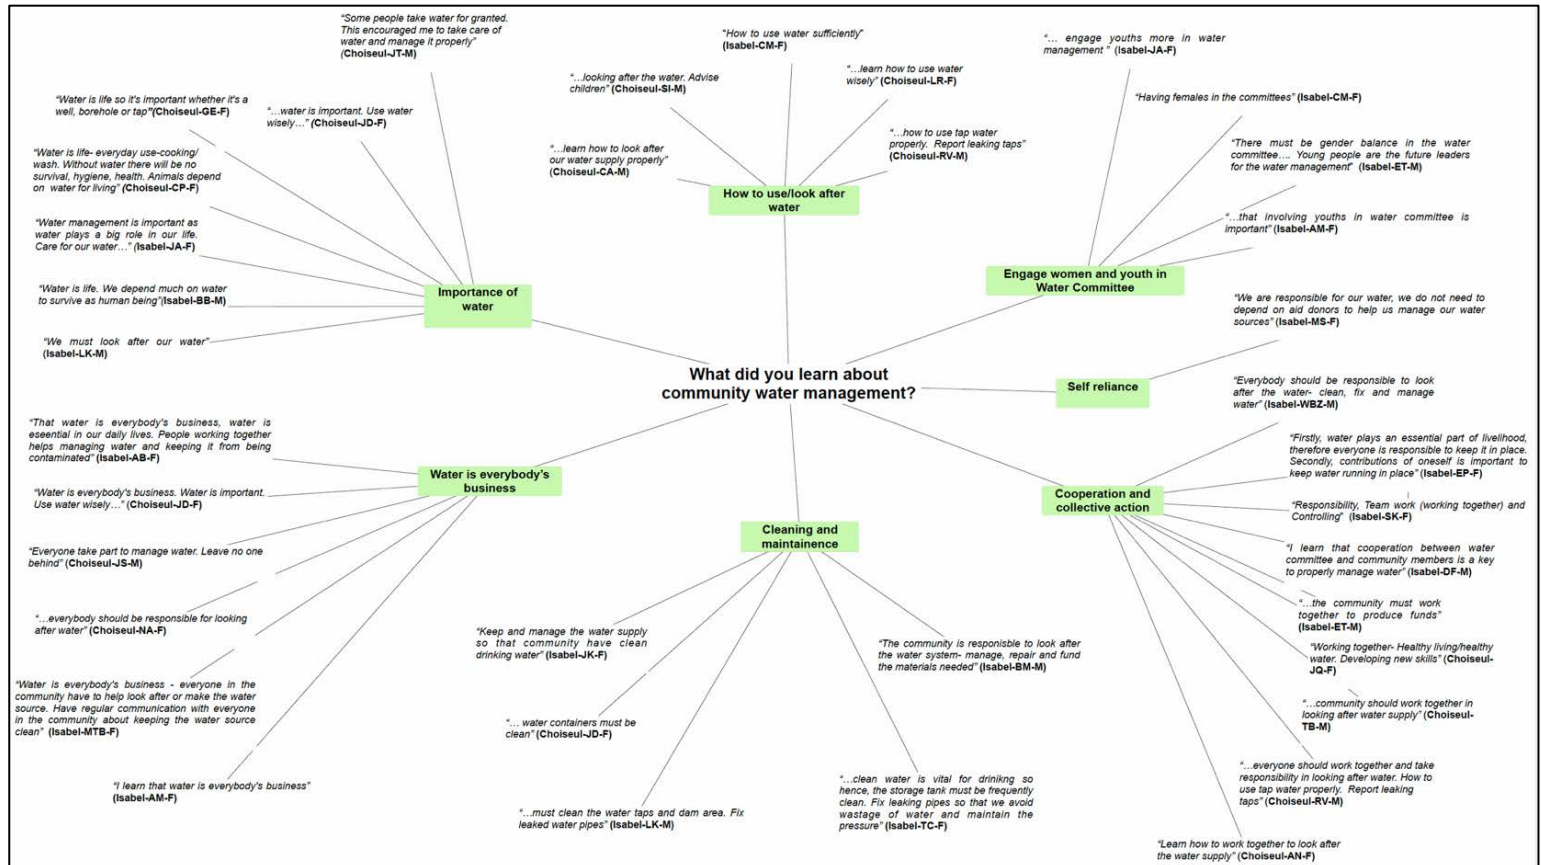 "Some people take water for granted.
This encouraged me to take care of
water and manage it properly"
(Choiseul-JT-M)
"Water is life so it's important whether it's a
well, borehole or tap"(Choiseul-GE-F)
"…water is important. Use water
wisely…" (Choiseul-JD-F)
"Water is life- everyday use-cooking/
wash. Without water there will be no
survival, hygiene, health. Animals depend
on water for living" (Choiseul-CP-F)
"Water management is important as
water plays a big role in our life.
Care for our water…" (Isabel-JA-F)
"Water is life. We depend much on water
to survive as human being"(Isabel-BB-M)
"We must look after our water"
(Isabel-LK-M)
Importance of
water
"How to use water sufficiently"
(Isabel-CM-F)
"…looking after the water. Advise
children" (Choiseul-SI-M)
"…learn how to use water
wisely" (Choiseul-LR-F)
"…learn how to look after
our water supply properly"
(Choiseul-CA-M)
"…how to use tap water
properly. Report leaking taps"
(Choiseul-RV-M)
How to use/look after
water
"… engage youths more in water
management " (Isabel-JA-F)
"Having females in the committees" (Isabel-CM-F)
"There must be gender balance in the water
committee…. Young people are the future leaders
for the water management" (Isabel-ET-M)
"…that involving youths in water committee is
important" (Isabel-AM-F)
Engage women and youth in
Water Committee
"We are responsible for our water, we do not need to
depend on aid donors to help us manage our water
sources" (Isabel-MS-F)
Self reliance
What did you learn about
community water management?
"Everybody should be responsible to look
after the water- clean, fix and manage
water" (Isabel-WBZ-M)
"Firstly, water plays an essential part of livelihood,
therefore everyone is responsible to keep it in place.
Secondly, contributions of oneself is important to
keep water running in place" (Isabel-EP-F)
"Responsibility, Team work (working together) and
Controlling" (Isabel-SK-F)
"I learn that cooperation between water
committee and community members is a key
to properly manage water" (Isabel-DF-M)
"…the community must work
together to produce funds"
(Isabel-ET-M)
"Working together- Healthy living/healthy
water. Developing new skills" (Choiseul-
JQ-F)
"…community should work together in
looking after water supply" (Choiseul-
TB-M)
"…everyone should work together and take
responsibility in looking after water. How to
use tap water properly. Report leaking
taps" (Choiseul-RV-M)
"Learn how to work together to look after
the water supply" (Choiseul-AN-F)
Cooperation and
collective action
"That water is everybody's business, water is
eseential in our daily lives. People working together
helps managing water and keeping it from being
contaminated" (Isabel-AB-F)
"Water is everybody's business. Water is important.
Use water wisely…" (Choiseul-JD-F)
"Everyone take part to manage water. Leave no one
behind" (Choiseul-JS-M)
"…everybody should be responsible for looking
after water" (Choiseul-NA-F)
"Water is everybody's business - everyone in the
community have to help look after or make the water
source. Have regular communication with everyone
in the community about keeping the water source
clean" (Isabel-MTB-F)
"I learn that water is everybody's business"
(Isabel-AM-F)
Water is everybody's
business
Cleaning and
maintainence
"Keep and manage the water supply
so that community have clean
drinking water" (Isabel-JK-F)
"… water containers must be
clean" (Choiseul-JD-F)
"…must clean the water taps and dam area. Fix
leaked water pipes" (Isabel-LK-M)
"…clean water is vital for drinikng so
hence, the storage tank must be frequently
clean. Fix leaking pipes so that we avoid
wastage of water and maintain the
pressure" (Isabel-TC-F)
"The community is responisble to look after
the water system- manage, repair and fund
the materials needed" (Isabel-BM-M)